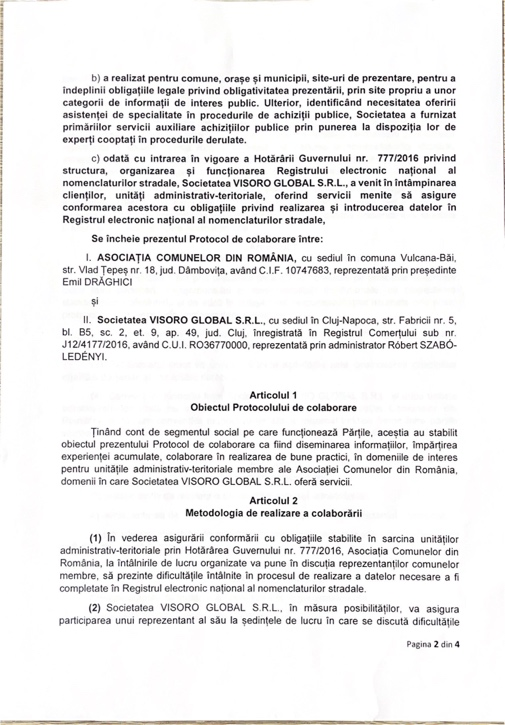 b) a realizat pentru comune, orașe și municipii, site-uri de prezentare, pentru a
îndeplinii obligațiile legale privind obligativitatea prezentării, prin site propriu a unor
categorii de informații de interes public. Ulterior, identificând necesitatea oferirii
asistenței de specialitate în procedurile de achiziții publice, Societatea a furnizat
primăriilor servicii auxiliare achizițiilor publice prin punerea la dispoziția lor de
experți cooptați în procedurile derulate.
c) odată cu intrarea în vigoare a Hotărârii Guvernului nr. 777/2016 privind
structura, organizarea și funcționarea Registrului electronic național al
nomenclaturilor stradale, Societatea VISORO GLOBAL S.R.L., a venit în întâmpinarea
clienților, unități administrativ-teritoriale, oferind servicii menite să asigure
conformarea acestora cu obligațiile privind realizarea și introducerea datelor în
Registrul electronic național al nomenclaturilor stradale,
Se încheie prezentul Protocol de colaborare între:
I. ASOCIAȚIA COMUNELOR DIN ROMÂNIA, cu sediul în comuna Vulcana-Băi,
str. Vlad Țepeș nr. 18, jud. Dâmbovița, având C.I.F. 10747683, reprezentată prin președinte
Emil DRĂGHICI
și
II. Societatea VISORO GLOBAL S.R.L., cu sediul în Cluj-Napoca, str. Fabricii nr. 5,
bl. B5, sc. 2, et. 9, ap. 49, jud. Cluj, înregistrată în Registrul Comerțului sub nr.
J12/4177/2016, având C.U.I. RO36770000, reprezentată prin administrator Róbert SZABÓ-
LEDÉNYI.
Articolul 1
Obiectul Protocolului de colaborare
Ținând cont de segmentul social pe care funcționează Părțile, aceștia au stabilit
obiectul prezentului Protocol de colaborare ca fiind diseminarea informațiilor, împărțirea
experienței acumulate, colaborare în realizarea de bune practici, în domeniile de interes
pentru unitățile administrativ-teritoriale membre ale Asociației Comunelor din România,
domenii în care Societatea VISORO GLOBAL S.R.L. oferă servicii.
Articolul 2
Metodologia de realizare a colaborării
(1) În vederea asigurării conformării cu obligațiile stabilite în sarcina unităților
administrativ-teritoriale prin Hotărârea Guvernului nr. 777/2016, Asociația Comunelor din
România, la întâlnirile de lucru organizate va pune în discuția reprezentanților comunelor
membre, să prezinte dificultățile întâlnite în procesul de realizare a datelor necesare a fi
completate în Registrul electronic național al nomenclaturilor stradale.
(2) Societatea VISORO GLOBAL S.R.L., în măsura posibilităților, va asigura
participarea unui reprezentant al său la ședințele de lucru în care se discută dificultățile
Pagina 2 din 4